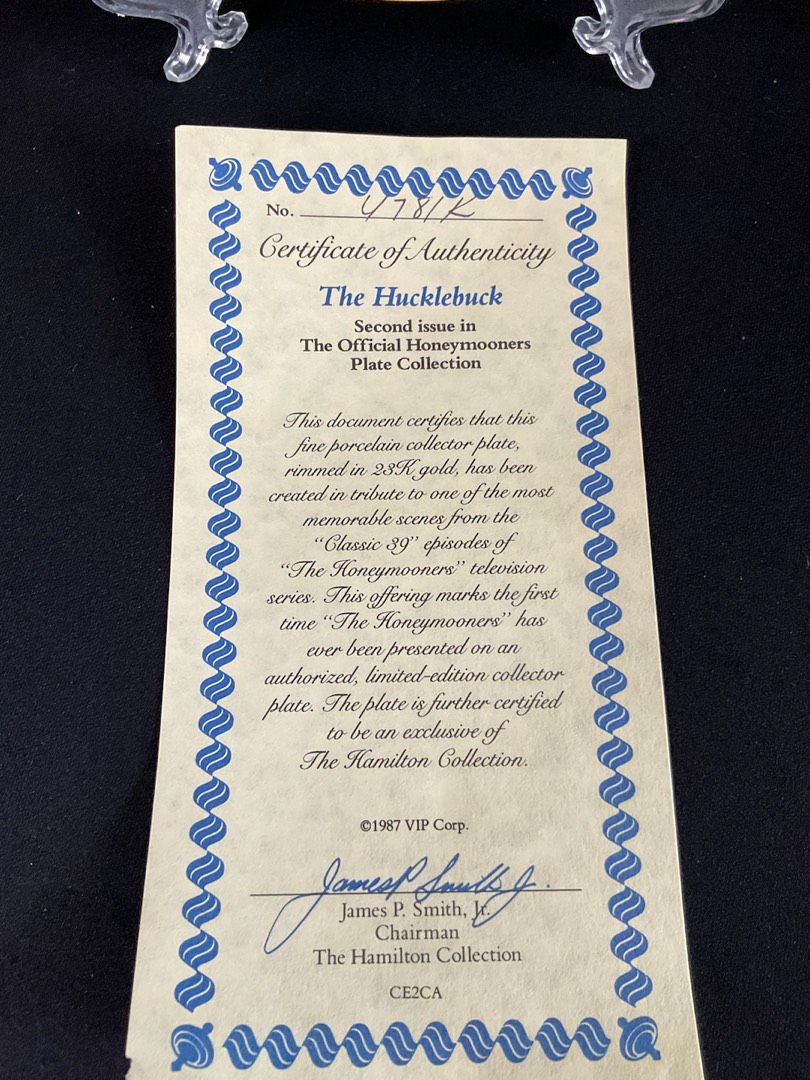 No. 4781K
Certificate of Authenticity
The Hucklebuck
Second issue in
The Official Honeymooners
Plate Collection
This document certifies that this
fine porcelain collector plate,
rimmed in 23K gold, has been
created in tribute to one of the most
memorable scenes from the
“Classic 39” episodes of
“The Honeymooners” television
series. This offering marks the first
time “The Honeymooners” has
ever been presented on an
authorized, limited-edition collector
plate. The plate is further certified
to be an exclusive of
The Hamilton Collection.
©1987 VIP Corp.
James P Smith Jr.
James P. Smith, Jr.
Chairman
The Hamilton Collection
CE2CA